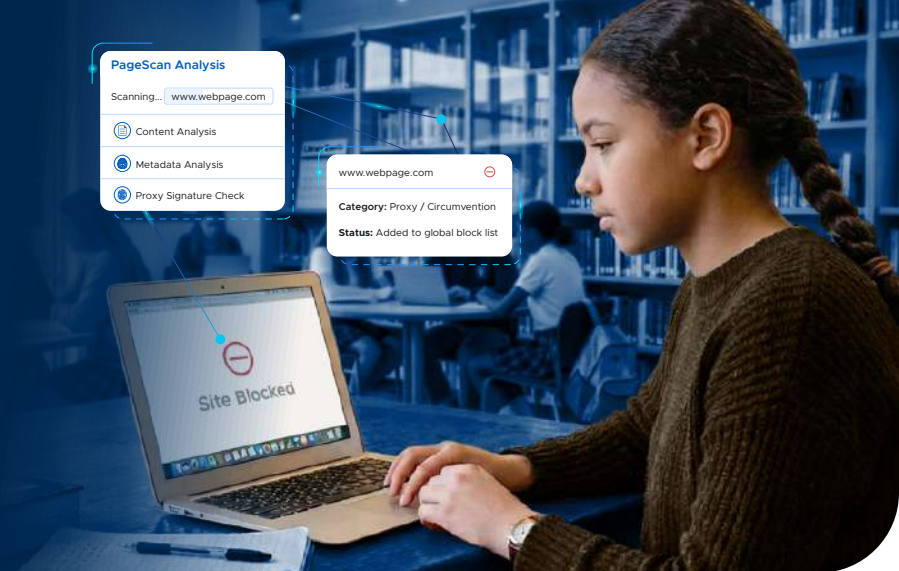 PageScan Analysis
Scanning... www.webpage.com
Content Analysis
Metadata Analysis
Proxy Signature Check
www.webpage.com
Category: Proxy / Circumvention
Status: Added to global block list
Site Blocked